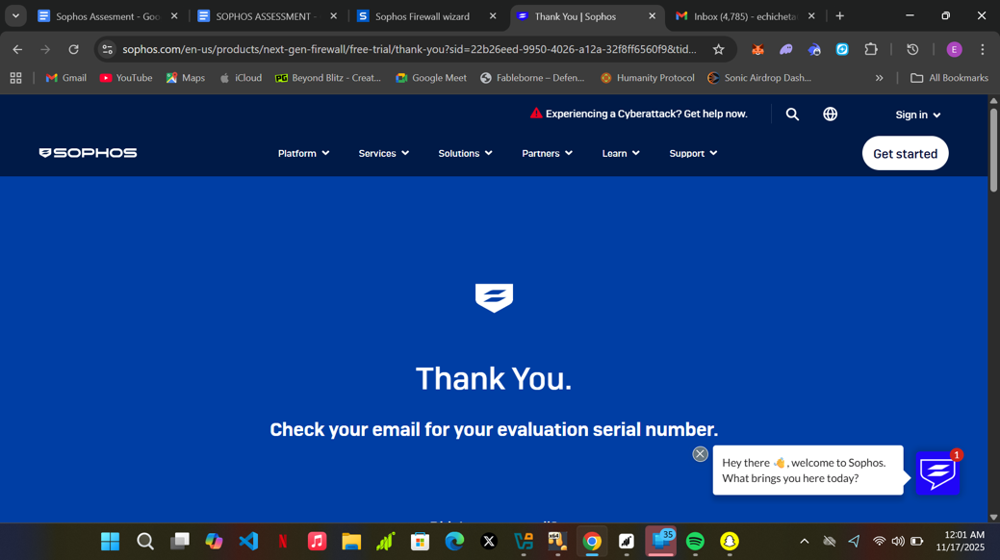 Sophos Assesment - Goo
SOPHOS ASSESSMENT -
Sophos Firewall wizard
Thank You | Sophos
Inbox (4,785) - echicheta
sophos.com/en-us/products/next-gen-firewall/free-trial/thank-you?sid=22b26eed-9950-4026-a12a-32f8ff6560f9&tid...
E
Gmail
YouTube
Maps
iCloud
Beyond Blitz - Creat...
Google Meet
Fableborne – Defen...
Humanity Protocol
Sonic Airdrop Dash...
»
All Bookmarks
Experiencing a Cyberattack? Get help now.
Sign in
SOPHOS
Platform
Services
Solutions
Partners
Learn
Support
Get started
Thank You.
Check your email for your evaluation serial number.
Hey there 👋, welcome to Sophos.
What brings you here today?
1
35
12:01 AM
11/17/2025